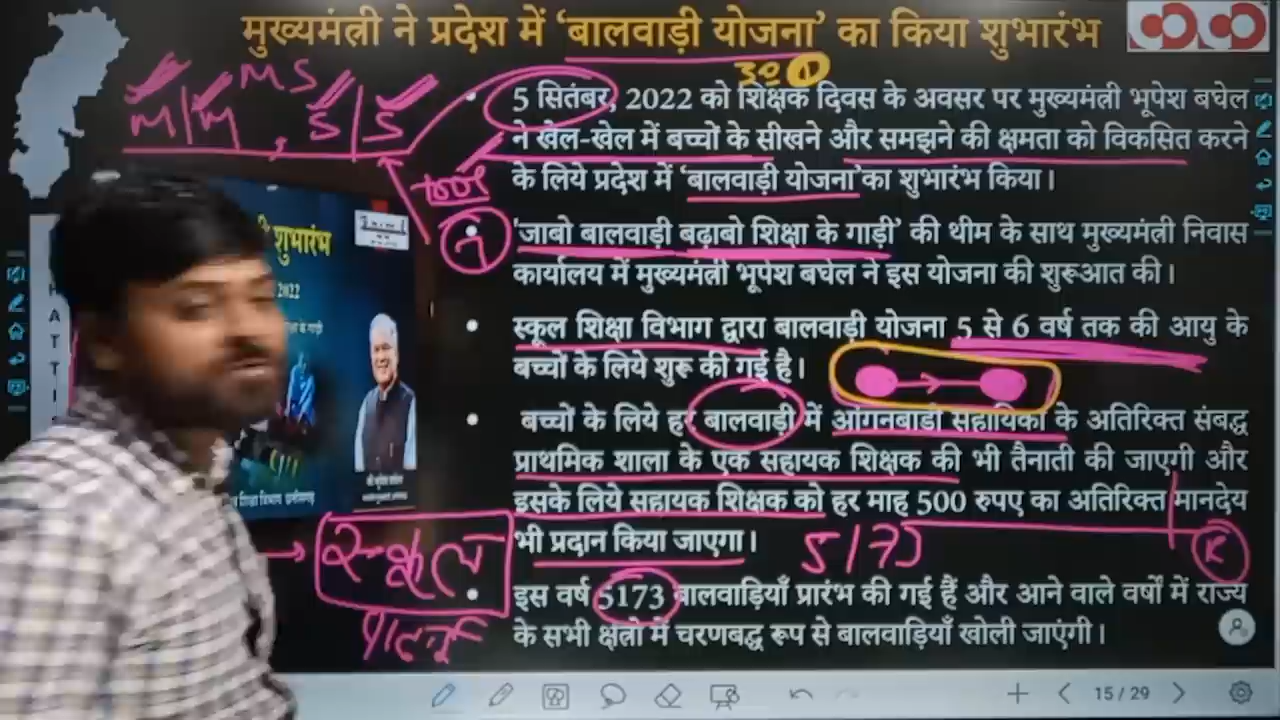 मुख्यमंत्री ने प्रदेश में ‘बालवाड़ी योजना’ का किया शुभारंभ
M/M, MS, S/S
• 5 सितंबर, 2022 को शिक्षक दिवस के अवसर पर मुख्यमंत्री भूपेश बघेल
ने खेल-खेल में बच्चों के सीखने और समझने की क्षमता को विकसित करने
के लिये प्रदेश में ‘बालवाड़ी योजना’का शुभारंभ किया।
• 'जाबो बालवाड़ी बढ़ाबो शिक्षा के गाड़ी’ की थीम के साथ मुख्यमंत्री निवास
कार्यालय में मुख्यमंत्री भूपेश बघेल ने इस योजना की शुरूआत की।
शुभारंभ
2022
• स्कूल शिक्षा विभाग द्वारा बालवाड़ी योजना 5 से 6 वर्ष तक की आयु के
बच्चों के लिये शुरू की गई है।
• बच्चों के लिये हर बालवाड़ी में आंगनबाड़ी सहायिका के अतिरिक्त संबद्ध
प्राथमिक शाला के एक सहायक शिक्षक की भी तैनाती की जाएगी और
इसके लिये सहायक शिक्षक को हर माह 500 रुपए का अतिरिक्त मानदेय
भी प्रदान किया जाएगा।
5173
स्कूल
• इस वर्ष 5173 बालवाड़ियाँ प्रारंभ की गई हैं और आने वाले वर्षों में राज्य
के सभी क्षेत्रों में चरणबद्ध रूप से बालवाड़ियाँ खोली जाएंगी।
15 / 29